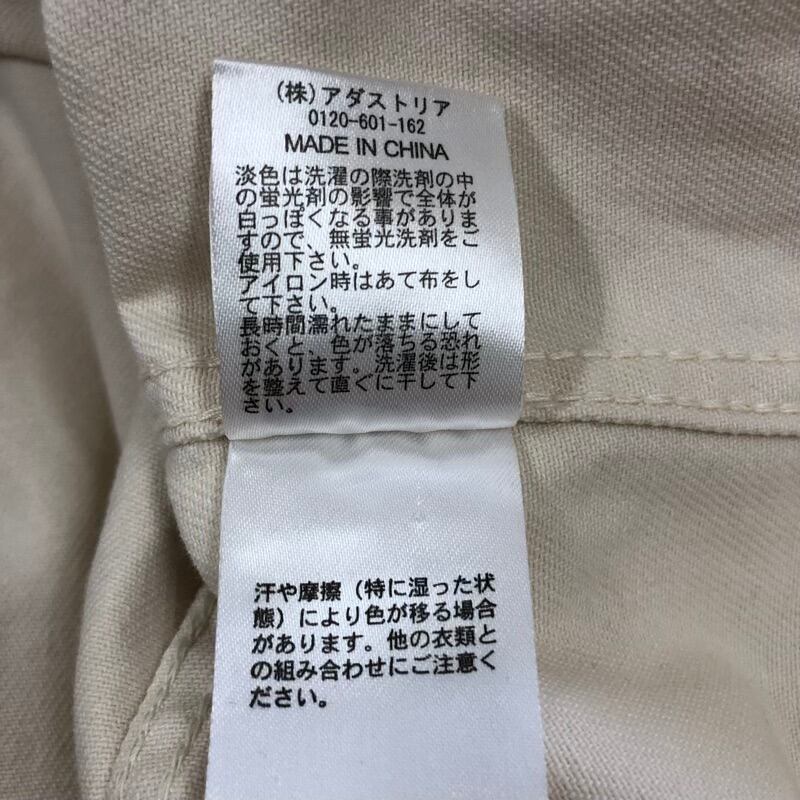 (株)アダストリア
0120-601-162
MADE IN CHINA
淡色は洗濯の際洗剤の中
の蛍光剤の影響で全体が
白っぽくなる事がありま
すので、無蛍光洗剤をご
使用下さい。
アイロン時はあて布をし
て下さい。
長時間濡れたままにして
おくと、色が落ちる恐れ
があります。洗濯後は形
を整えて直ぐに干して下
さい。
汗や摩擦(特に湿った状
態)により色が移る場合
があります。他の衣類と
の組み合わせにご注意く
ださい。